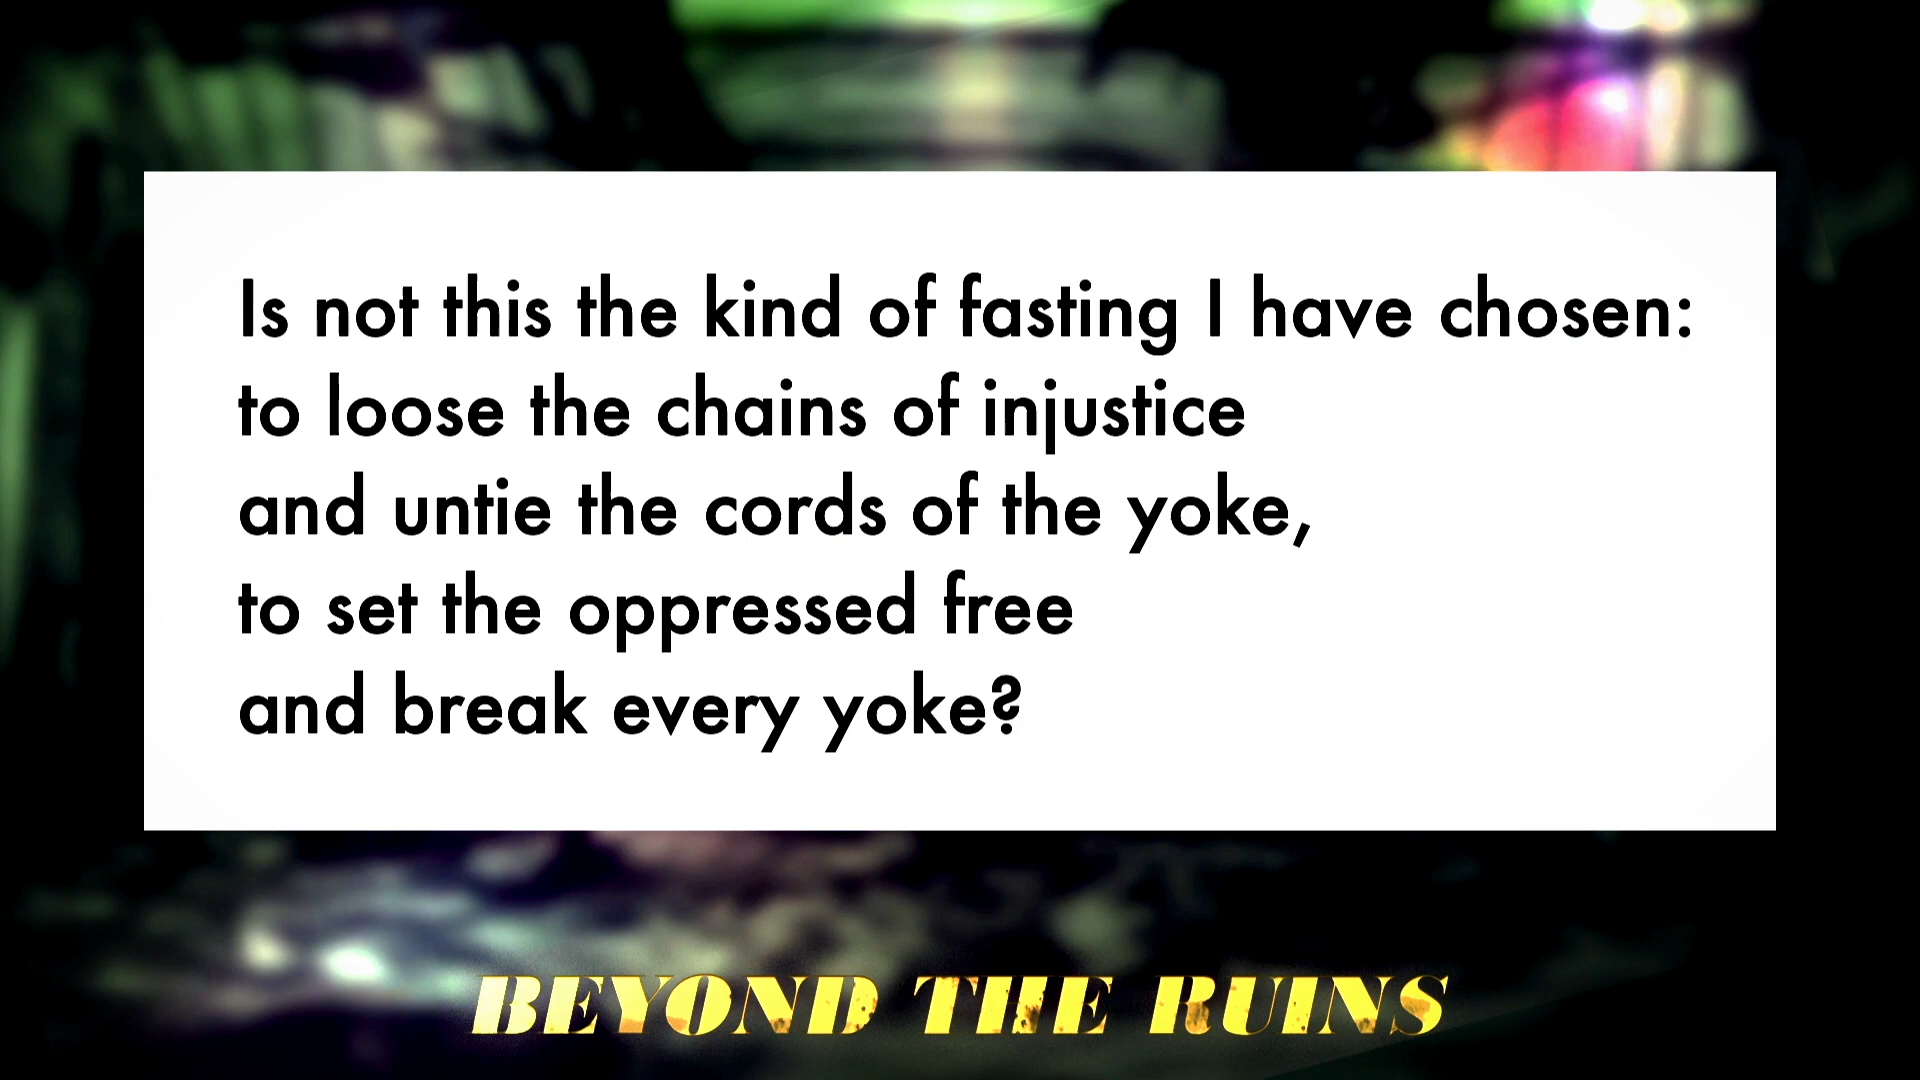 Is not this the kind of fasting I have chosen:
to loose the chains of injustice
and untie the cords of the yoke,
to set the oppressed free
and break every yoke?
BEYOND THE RUINS